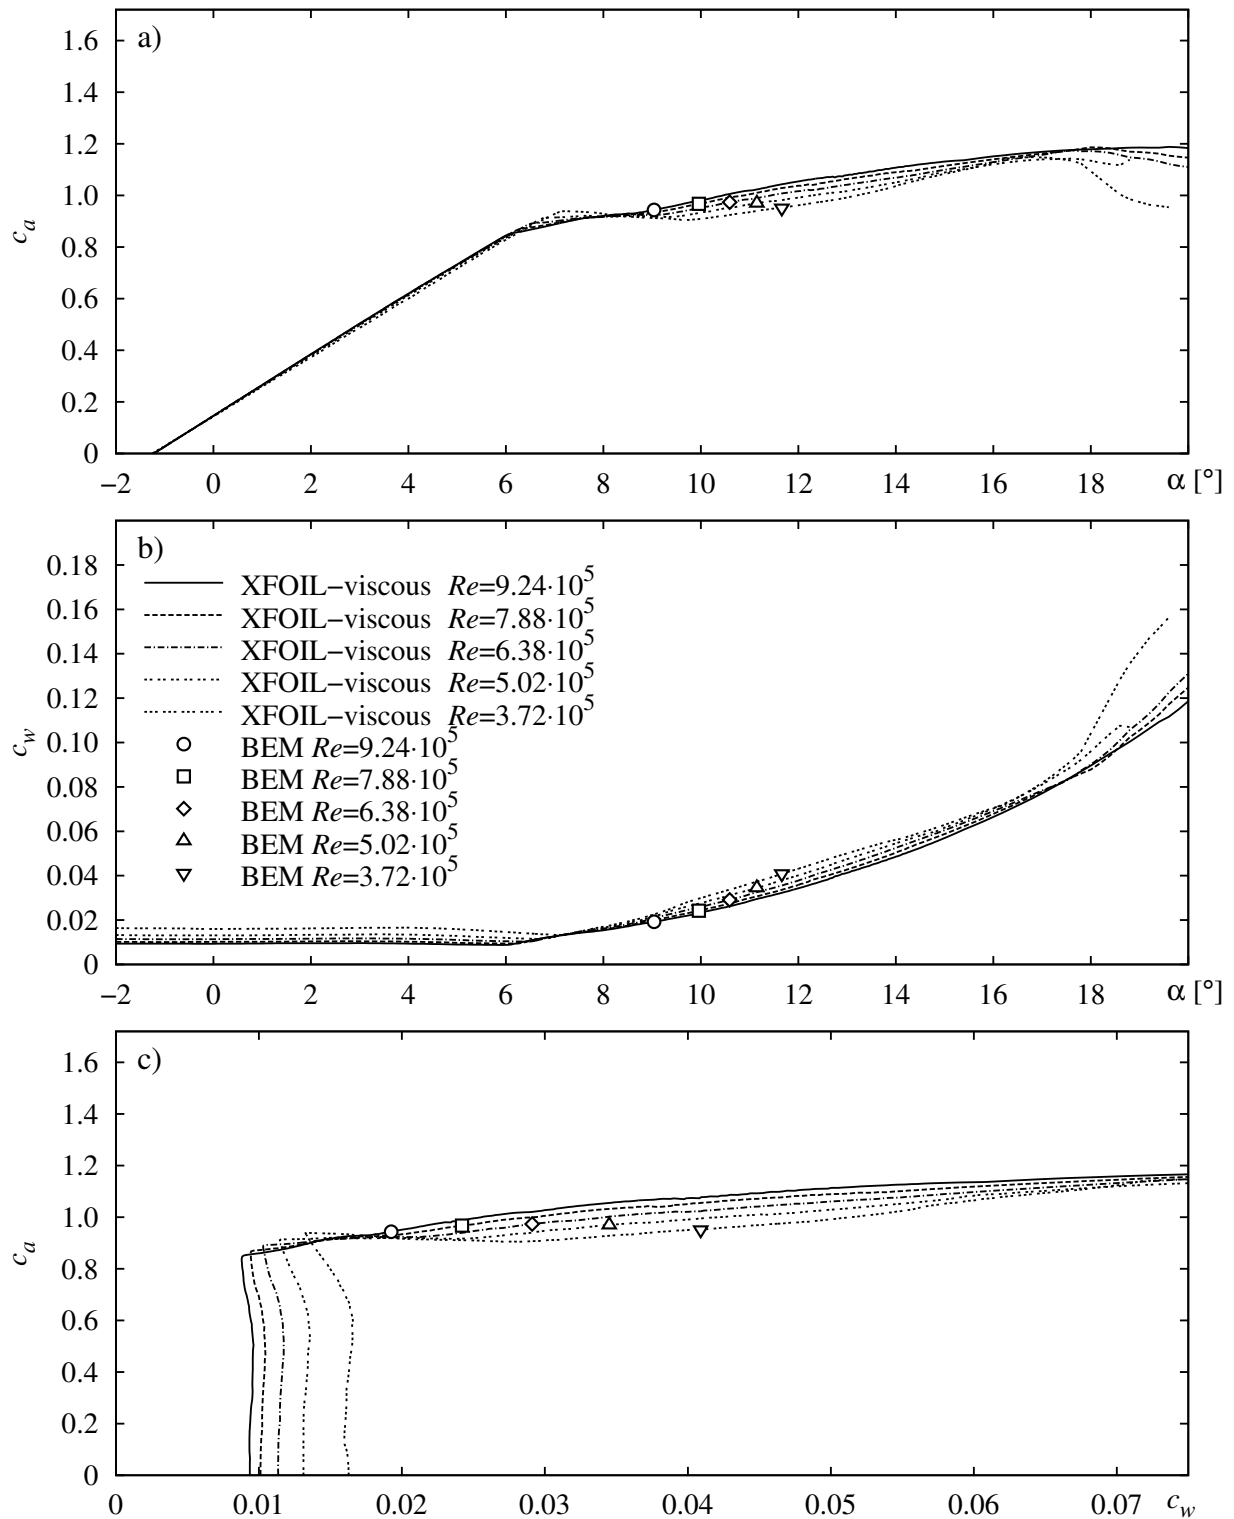 a)
1.6
1.4
1.2
1.0
0.8
0.6
0.4
0.2
0
c_a
−2 0 2 4 6 8 10 12 14 16 18 α [°]
b)
0.18
0.16
0.14
0.12
0.10
0.08
0.06
0.04
0.02
0
c_w
XFOIL−viscous Re=9.24·10^5
XFOIL−viscous Re=7.88·10^5
XFOIL−viscous Re=6.38·10^5
XFOIL−viscous Re=5.02·10^5
XFOIL−viscous Re=3.72·10^5
BEM Re=9.24·10^5
BEM Re=7.88·10^5
BEM Re=6.38·10^5
BEM Re=5.02·10^5
BEM Re=3.72·10^5
−2 0 2 4 6 8 10 12 14 16 18 α [°]
c)
1.6
1.4
1.2
1.0
0.8
0.6
0.4
0.2
0
c_a
0 0.01 0.02 0.03 0.04 0.05 0.06 0.07 c_w